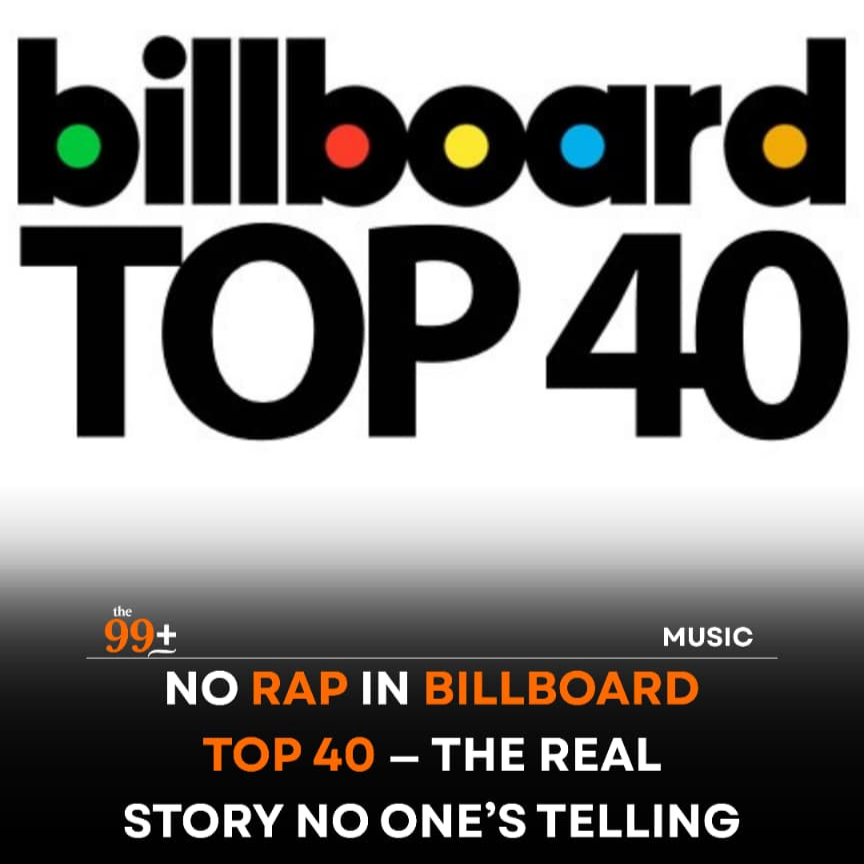 billboard
TOP 40
the
99+
MUSIC
NO RAP IN BILLBOARD
TOP 40 – THE REAL
STORY NO ONE’S TELLING